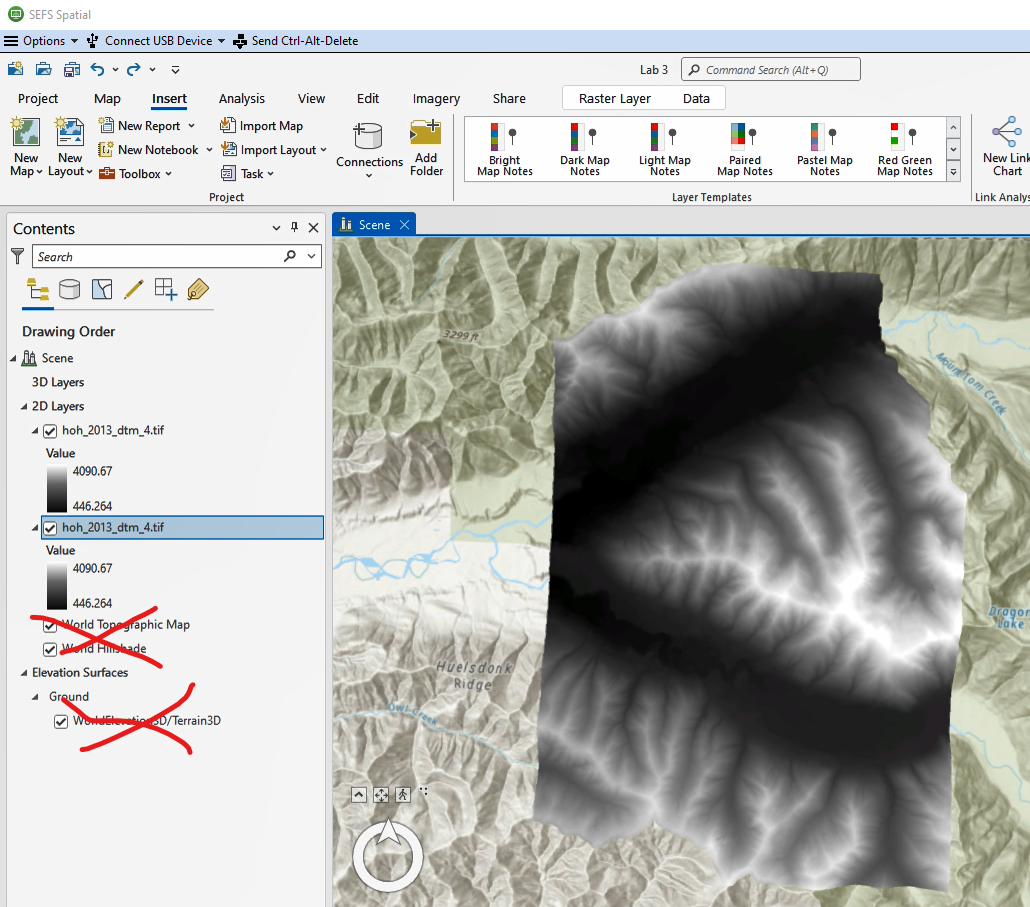 SEFS Spatial
Options Connect USB Device Send Ctrl-Alt-Delete
Lab 3 Command Search (Alt+Q)
Project Map Insert Analysis View Edit Imagery Share Raster Layer Data
New Map
New Layout
New Report
New Notebook
Toolbox
Import Map
Import Layout
Task
Connections
Add Folder
Project
Bright Map Notes
Dark Map Notes
Light Map Notes
Paired Map Notes
Pastel Map Notes
Red Green Map Notes
Layer Templates
New Link Chart
Link Analys
Contents
Search
Drawing Order
Scene
3D Layers
2D Layers
hoh_2013_dtm_4.tif
Value
4090.67
446.264
hoh_2013_dtm_4.tif
Value
4090.67
446.264
World Topographic Map
World Hillshade
Elevation Surfaces
Ground
WorldElevation3D/Terrain3D
Scene
3299 ft
Mount Tom Creek
Dragon Lake
Huelsdonk Ridge
Owl Creek